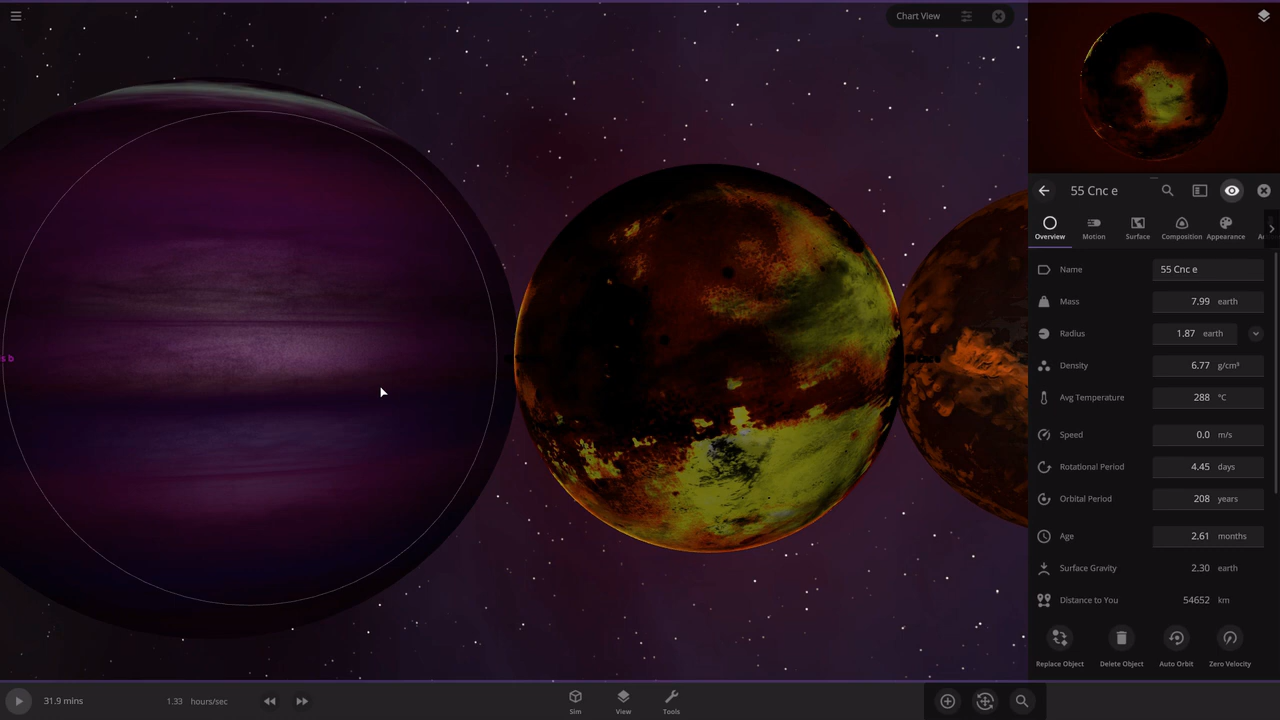 Chart View
s b
55 Cnc e
Overview
Motion
Surface
Composition
Appearance
Name 55 Cnc e
Mass 7.99 earth
Radius 1.87 earth
Density 6.77 g/cm³
Avg Temperature 288 °C
Speed 0.0 m/s
Rotational Period 4.45 days
Orbital Period 208 years
Age 2.61 months
Surface Gravity 2.30 earth
Distance to You 54652 km
Replace Object
Delete Object
Auto Orbit
Zero Velocity
31.9 mins
1.33 hours/sec
Sim
View
Tools